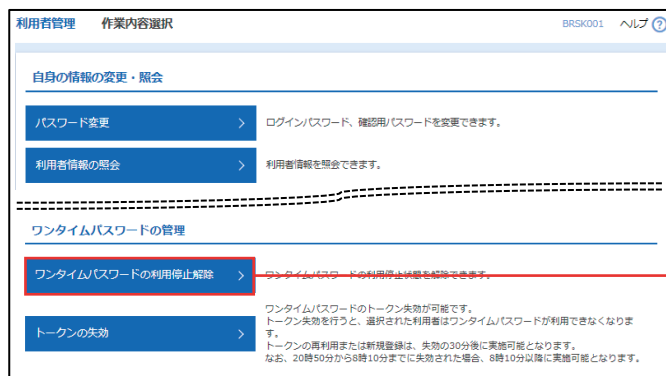 利用者管理 作業内容選択 BRSK001 ヘルプ ?
自身の情報の変更・照会
パスワード変更 ログインパスワード、確認用パスワードを変更できます。
利用者情報の照会 利用者情報を照会できます。
ワンタイムパスワードの管理
ワンタイムパスワードの利用停止解除 ワンタイムパスワードの利用停止状態を解除できます。
ワンタイムパスワードのトークン失効が可能です。
トークン失効を行うと、選択された利用者はワンタイムパスワードが利用できなくなりま
す。
トークンの失効
トークンの再利用または新規登録は、失効の30分後に実施可能となります。
なお、20時50分から8時10分までに失効された場合、8時10分以降に実施可能となります。